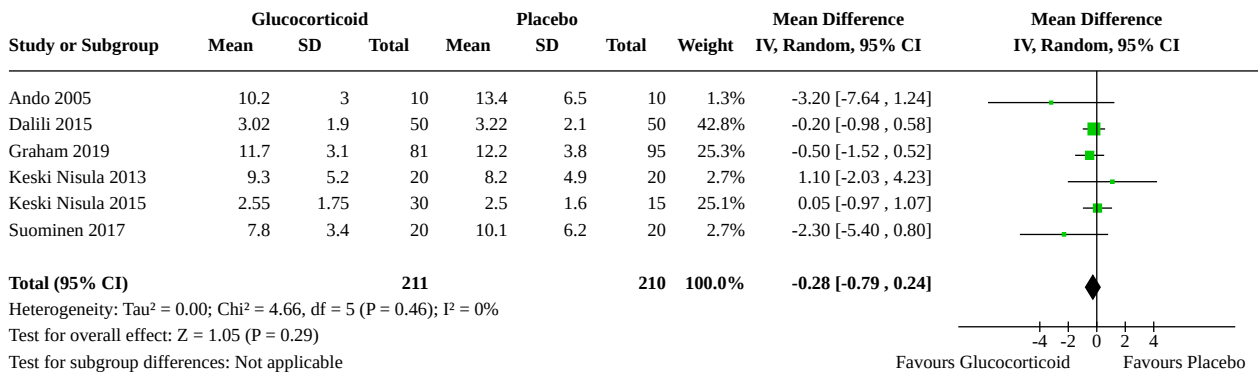 Glucocorticoid Placebo Mean Difference Mean Difference
Study or Subgroup Mean SD Total Mean SD Total Weight IV, Random, 95% CI IV, Random, 95% CI
Ando 2005 10.2 3 10 13.4 6.5 10 1.3% -3.20 [-7.64 , 1.24]
Dalili 2015 3.02 1.9 50 3.22 2.1 50 42.8% -0.20 [-0.98 , 0.58]
Graham 2019 11.7 3.1 81 12.2 3.8 95 25.3% -0.50 [-1.52 , 0.52]
Keski Nisula 2013 9.3 5.2 20 8.2 4.9 20 2.7% 1.10 [-2.03 , 4.23]
Keski Nisula 2015 2.55 1.75 30 2.5 1.6 15 25.1% 0.05 [-0.97 , 1.07]
Suominen 2017 7.8 3.4 20 10.1 6.2 20 2.7% -2.30 [-5.40 , 0.80]
Total (95% CI) 211 210 100.0% -0.28 [-0.79 , 0.24]
Heterogeneity: Tau² = 0.00; Chi² = 4.66, df = 5 (P = 0.46); I² = 0%
Test for overall effect: Z = 1.05 (P = 0.29)
Test for subgroup differences: Not applicable
-4 -2 0 2 4
Favours Glucocorticoid Favours Placebo